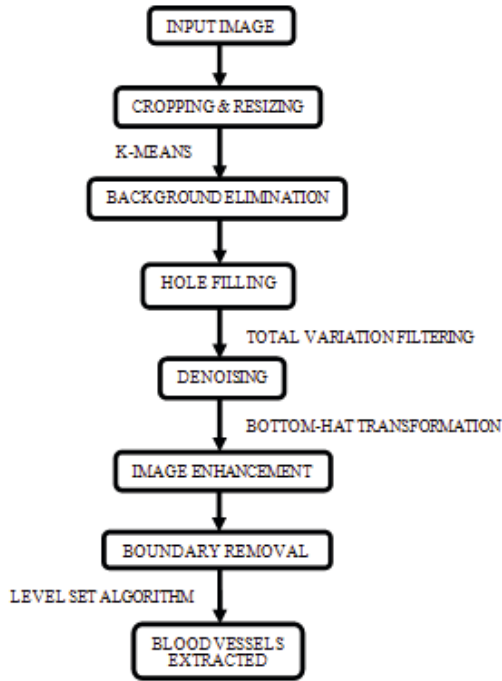 INPUT IMAGE
CROPPING & RESIZING
K-MEANS
BACKGROUND ELIMINATION
HOLE FILLING
TOTAL VARIATION FILTERING
DENOISING
BOTTOM-HAT TRANSFORMATION
IMAGE ENHANCEMENT
BOUNDARY REMOVAL
LEVEL SET ALGORITHM
BLOOD VESSELS
EXTRACTED